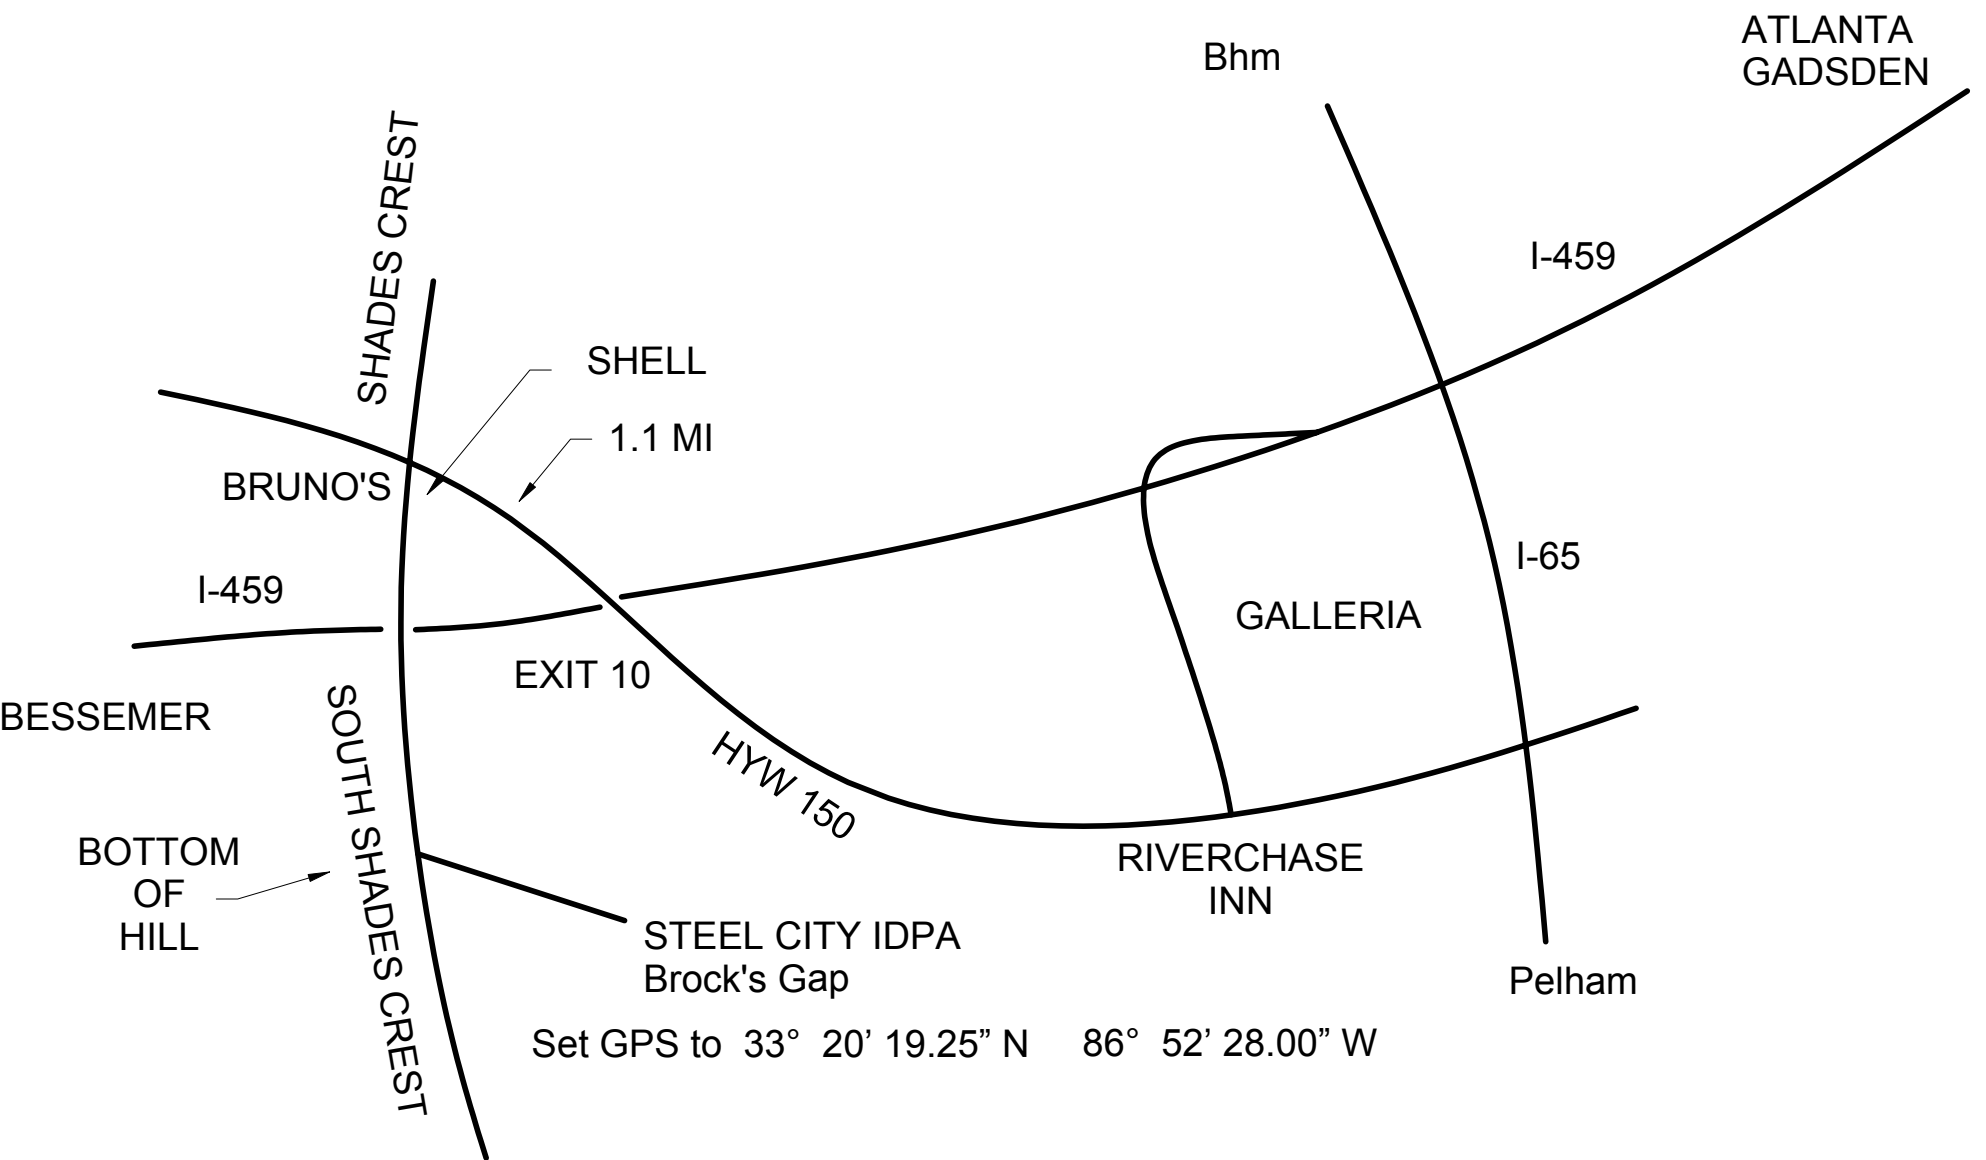 ATLANTA
GADSDEN
Bhm
SHADES CREST
I-459
SHELL
1.1 MI
BRUNO'S
I-65
I-459
GALLERIA
EXIT 10
BESSEMER
SOUTH SHADES CREST
HYW 150
BOTTOM
OF
HILL
RIVERCHASE
INN
STEEL CITY IDPA
Brock's Gap
Pelham
Set GPS to 33° 20’ 19.25” N 86° 52’ 28.00” W